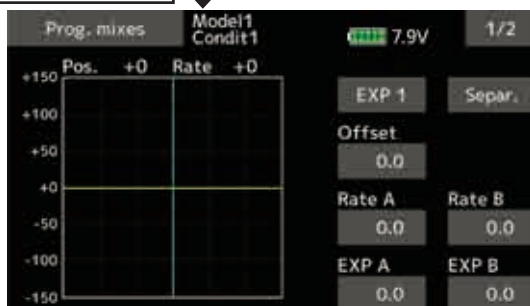 Prog. mixes
Model1
Condit1
7.9V
1/2
Pos. +0 Rate +0
+150
+100
+50
+0
-50
-100
-150
EXP 1
Separ.
Offset
0.0
Rate A Rate B
0.0 0.0
EXP A EXP B
0.0 0.0